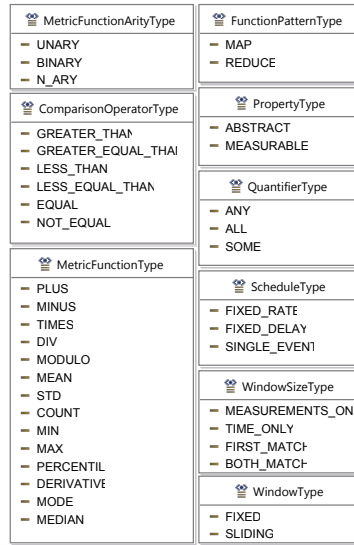 MetricFunctionArityType
UNARY
BINARY
N_ARY
ComparisonOperatorType
GREATER_THAN
GREATER_EQUAL_THAI
LESS_THAN
LESS_EQUAL_THAN
EQUAL
NOT_EQUAL
MetricFunctionType
PLUS
MINUS
TIMES
DIV
MODULO
MEAN
STD
COUNT
MIN
MAX
PERCENTIL
DERIVATIVE
MODE
MEDIAN
FunctionPatternType
MAP
REDUCE
PropertyType
ABSTRACT
MEASURABLE
QuantifierType
ANY
ALL
SOME
ScheduleType
FIXED_RATE
FIXED_DELAY
SINGLE_EVENT
WindowSizeType
MEASUREMENTS_ON
TIME_ONLY
FIRST_MATCH
BOTH_MATCH
WindowType
FIXED
SLIDING